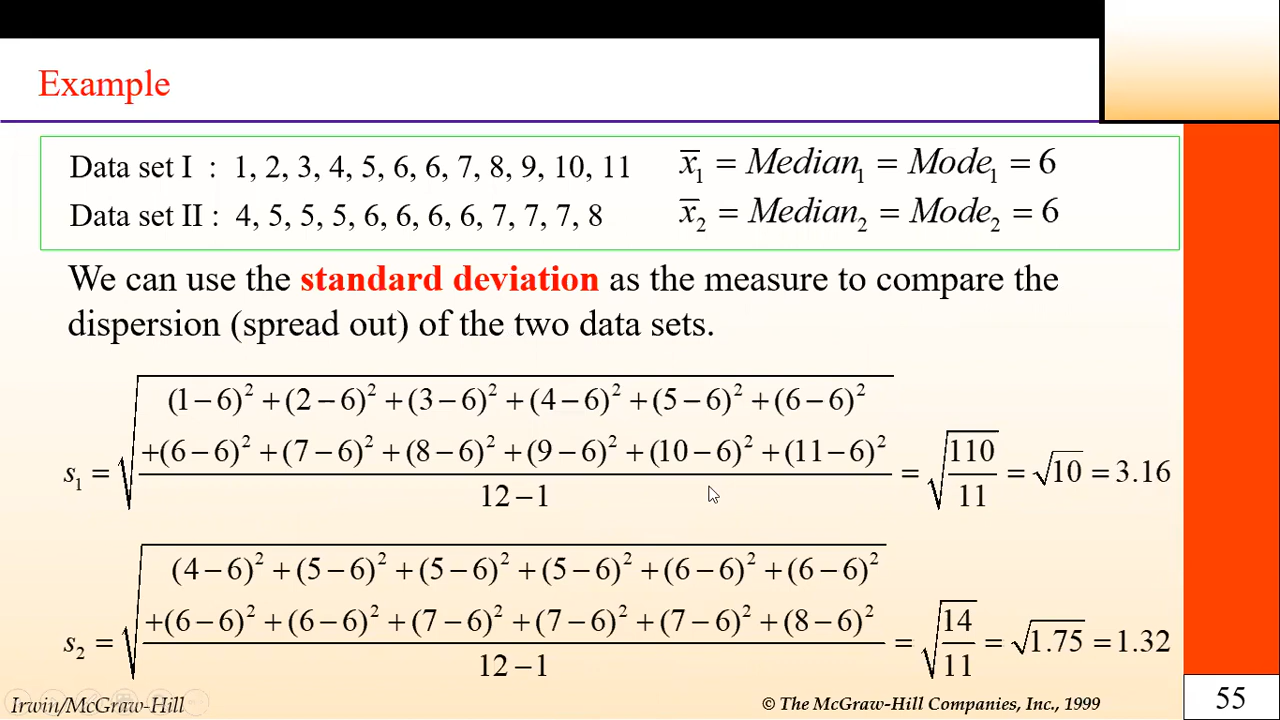 Example
Data set I : 1, 2, 3, 4, 5, 6, 6, 7, 8, 9, 10, 11 x̅₁ = Median₁ = Mode₁ = 6
Data set II : 4, 5, 5, 5, 6, 6, 6, 6, 7, 7, 7, 8 x̅₂ = Median₂ = Mode₂ = 6
We can use the standard deviation as the measure to compare the
dispersion (spread out) of the two data sets.
(1−6)² + (2−6)² + (3−6)² + (4−6)² + (5−6)² + (6−6)²
+(6−6)² + (7−6)² + (8−6)² + (9−6)² + (10−6)² + (11−6)²
s₁ = √ 12−1 = √110/11 = √10 = 3.16
(4−6)² + (5−6)² + (5−6)² + (5−6)² + (6−6)² + (6−6)²
+(6−6)² + (6−6)² + (7−6)² + (7−6)² + (7−6)² + (8−6)²
s₂ = √ 12−1 = √14/11 = √1.75 = 1.32
Irwin/McGraw-Hill © The McGraw-Hill Companies, Inc., 1999 55